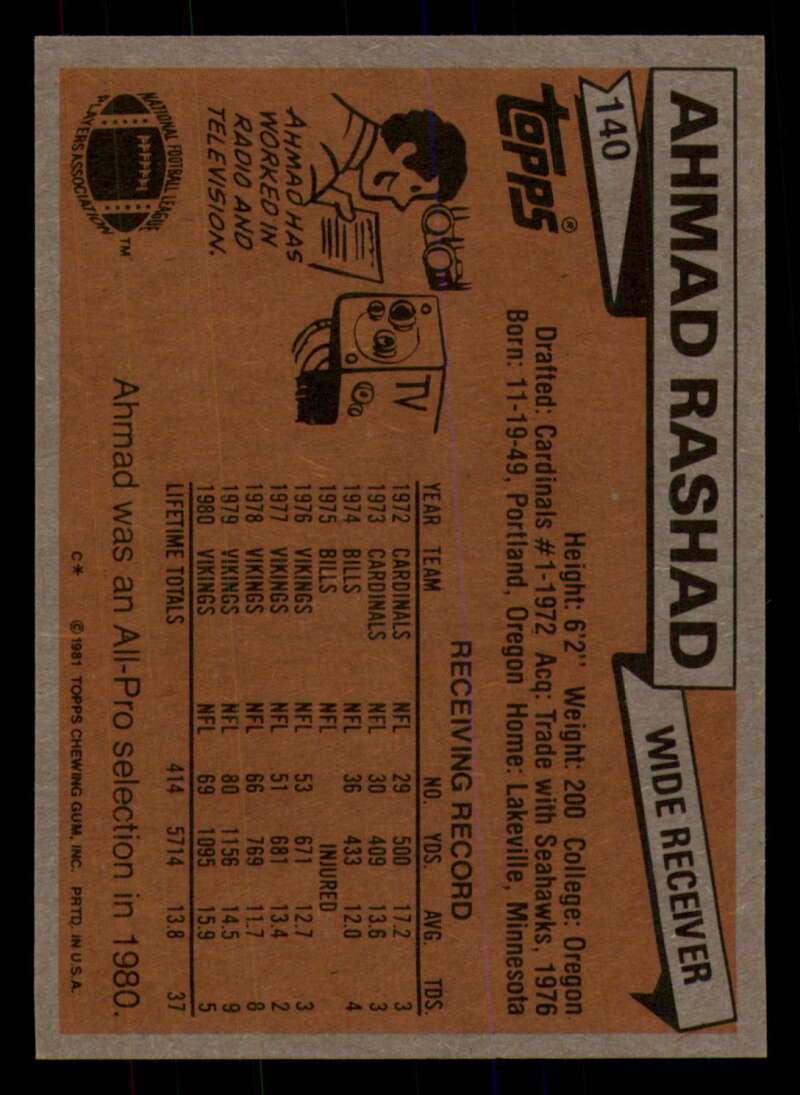 AHMAD RASHAD
WIDE RECEIVER
140
TOPPS®
Height: 6'2" Weight: 200 College: Oregon
Drafted: Cardinals #1-1972 Acq: Trade with Seahawks, 1976
Born: 11-19-49, Portland, Oregon Home: Lakeville, Minnesota
TV
AHMAD HAS
WORKED IN
RADIO AND
TELEVISION.
NATIONAL FOOTBALL LEAGUE
PLAYERS ASSOCIATION
TM
RECEIVING RECORD
YEAR TEAM NO. YDS. AVG. TDS.
1972 CARDINALS NFL 29 500 17.2 3
1973 CARDINALS NFL 30 409 13.6 3
1974 BILLS NFL 36 433 12.0 4
1975 BILLS NFL INJURED
1976 VIKINGS NFL 53 671 12.7 3
1977 VIKINGS NFL 51 681 13.4 2
1978 VIKINGS NFL 66 769 11.7 8
1979 VIKINGS NFL 80 1156 14.5 9
1980 VIKINGS NFL 69 1095 15.9 5
LIFETIME TOTALS 414 5714 13.8 37
Ahmad was an All-Pro selection in 1980.
C* ©1981 TOPPS CHEWING GUM, INC. PRTD. IN U.S.A.